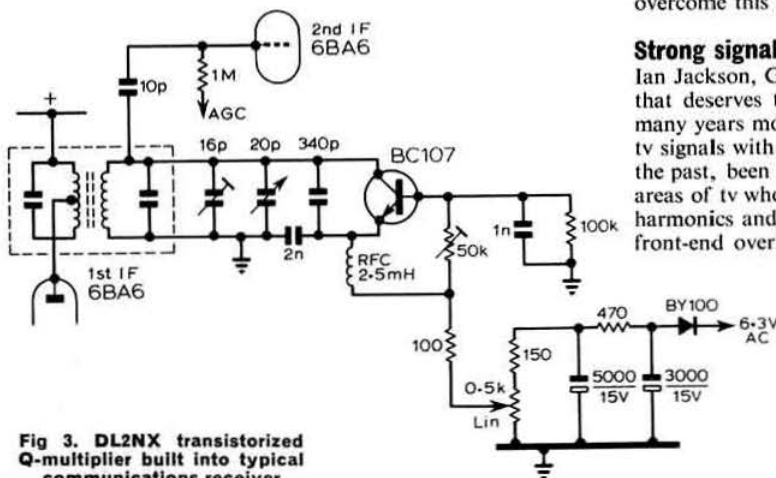 overcome this
Strong signal
Ian Jackson, G
that deserves t
many years mo
tv signals with
the past, been
areas of tv whe
harmonics and
front-end over
2nd IF
6BA6
10p
1M
AGC
+
16p
20p
340p
BC107
2n
RFC
2·5mH
50k
1n
100k
1st IF
6BA6
100
0·5k
Lin
150
470
BY100
6·3V
AC
5000
15V
3000
15V
Fig 3. DL2NX transistorized
Q-multiplier built into typical
communications receiver